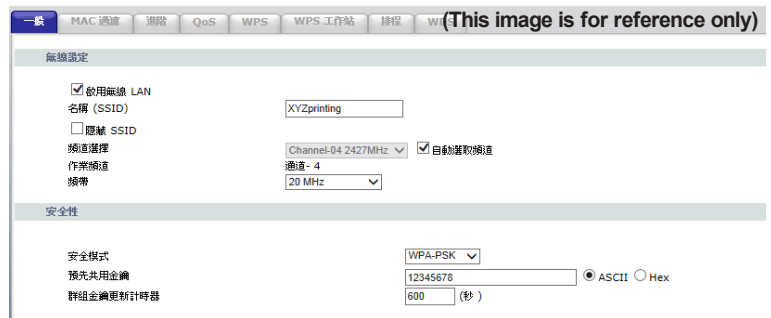 一般 MAC 過濾 進階 QoS WPS WPS 工作站 排程
(This image is for reference only)
無線設定
啟用無線 LAN
名稱 (SSID) XYZprinting
隱藏 SSID
頻道選擇 Channel-04 2427MHz 自動選取頻道
作業頻道 通道- 4
頻帶 20 MHz
安全性
安全模式 WPA-PSK
預先共用金鑰 12345678 ASCII Hex
群組金鑰更新計時器 600 (秒 )